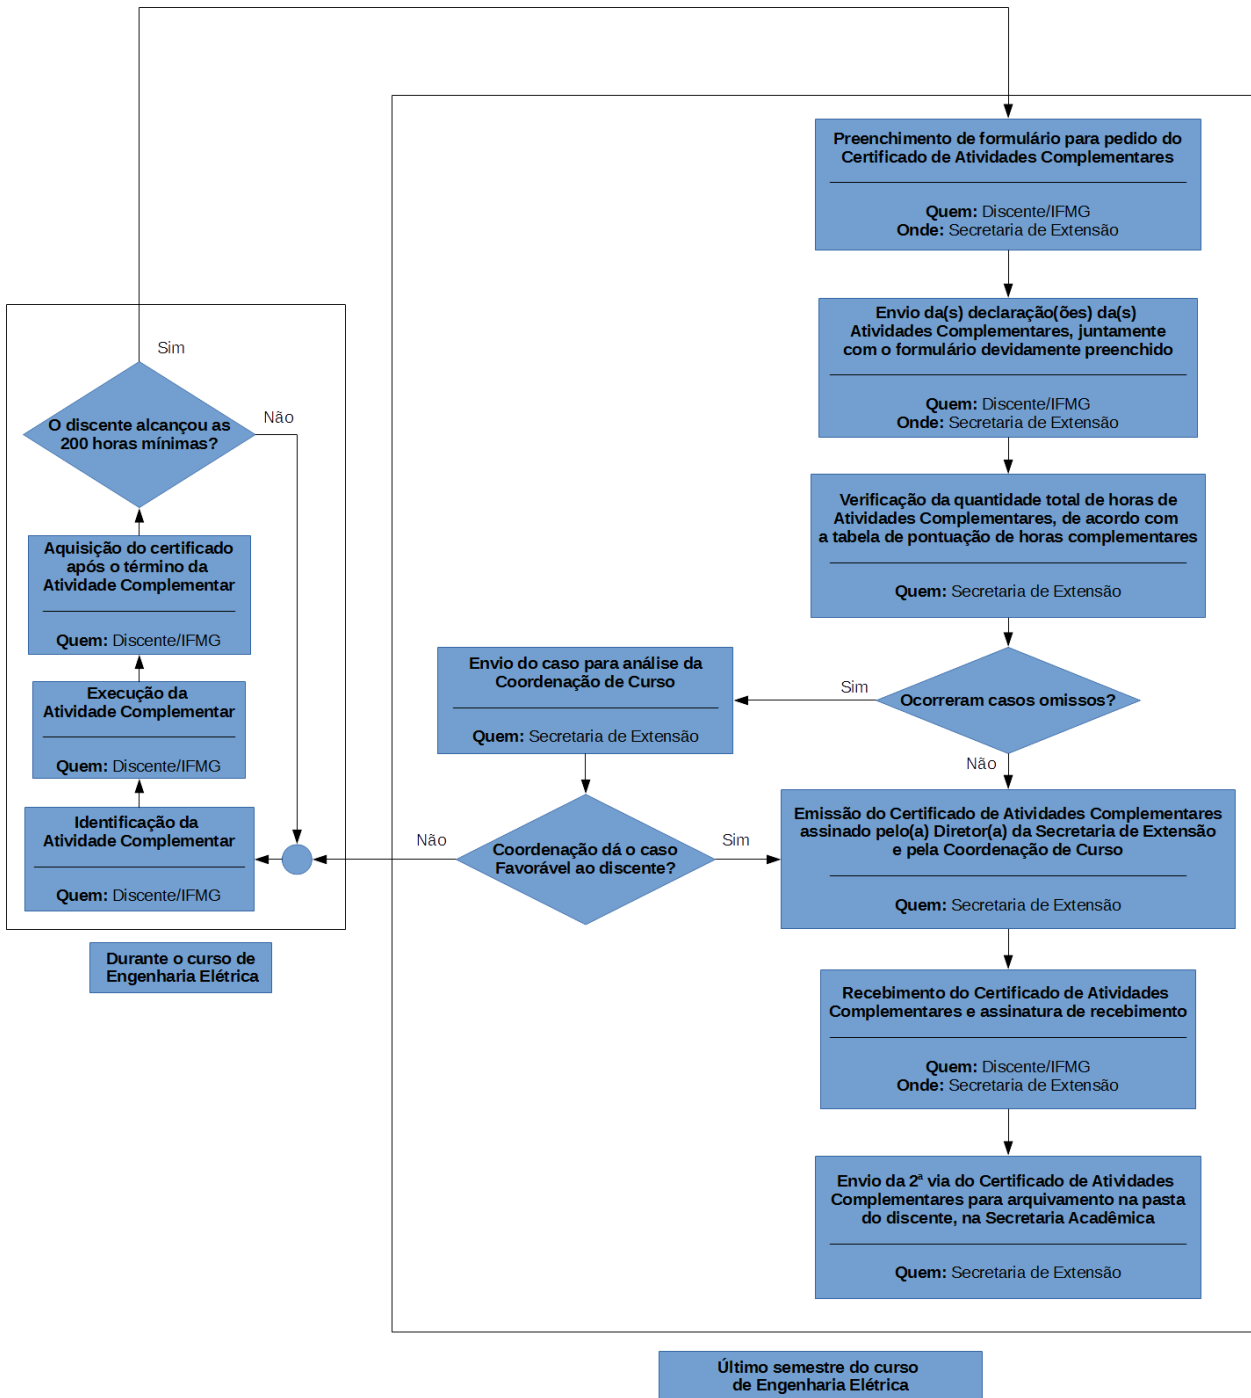 Preenchimento de formulário para pedido do
Certificado de Atividades Complementares
Quem: Discente/IFMG
Onde: Secretaria de Extensão
Envio da(s) declaração(ões) da(s)
Atividades Complementares, juntamente
com o formulário devidamente preenchido
Quem: Discente/IFMG
Onde: Secretaria de Extensão
Sim
O discente alcançou as
200 horas mínimas?
Não
Verificação da quantidade total de horas de
Atividades Complementares, de acordo com
a tabela de pontuação de horas complementares
Quem: Secretaria de Extensão
Aquisição do certificado
após o término da
Atividade Complementar
Quem: Discente/IFMG
Execução da
Atividade Complementar
Quem: Discente/IFMG
Identificação da
Atividade Complementar
Quem: Discente/IFMG
Durante o curso de
Engenharia Elétrica
Envio do caso para análise da
Coordenação de Curso
Quem: Secretaria de Extensão
Sim
Ocorreram casos omissos?
Não
Não
Coordenação dá o caso
Favorável ao discente?
Sim
Emissão do Certificado de Atividades Complementares
assinado pelo(a) Diretor(a) da Secretaria de Extensão
e pela Coordenação de Curso
Quem: Secretaria de Extensão
Recebimento do Certificado de Atividades
Complementares e assinatura de recebimento
Quem: Discente/IFMG
Onde: Secretaria de Extensão
Envio da 2ª via do Certificado de Atividades
Complementares para arquivamento na pasta
do discente, na Secretaria Acadêmica
Quem: Secretaria de Extensão
Último semestre do curso
de Engenharia Elétrica